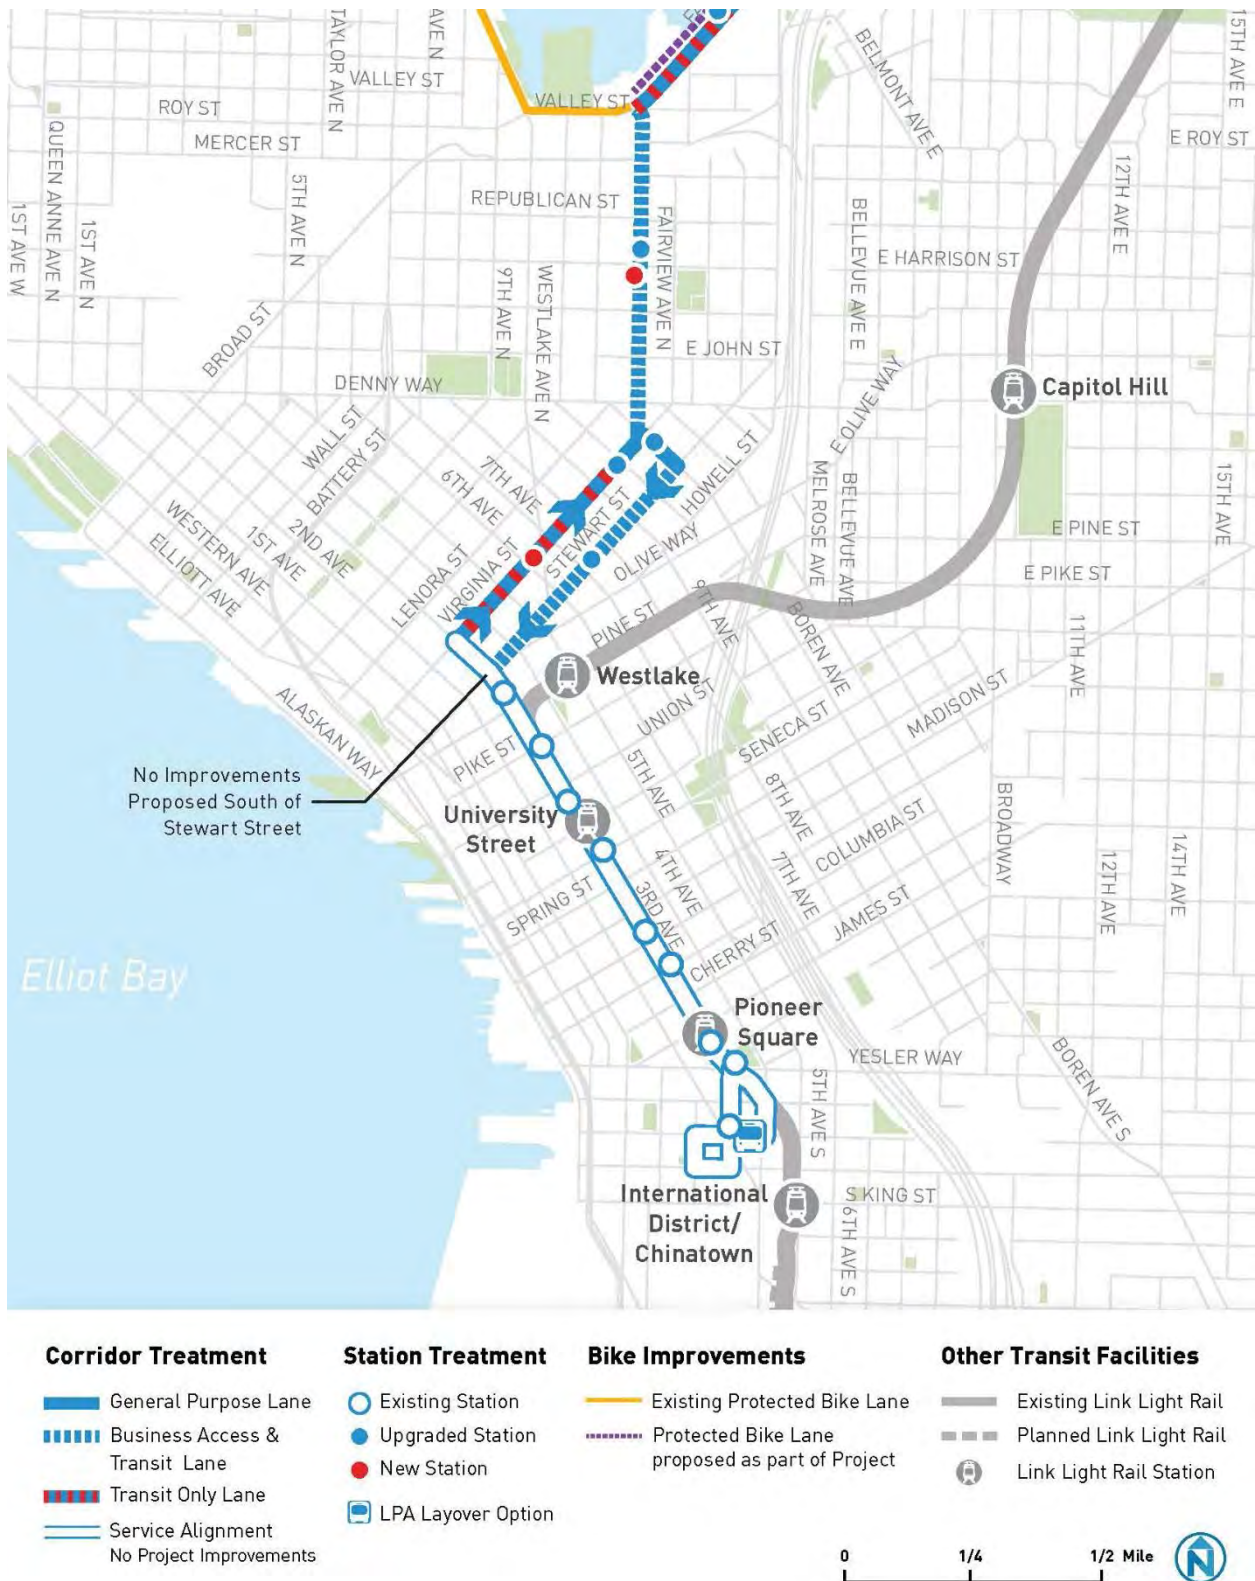 TAYLOR AVE N
AVE N
VALLEY ST
ROY ST
MERCER ST
VALLEY ST
BELMONT AVE E
15TH AVE E
E ROY ST
QUEEN ANNE AVE N
1ST AVE W
1ST AVE N
5TH AVE N
REPUBLICAN ST
FAIRVIEW AVE N
12TH AVE E
BELLEVUE AVE E
E HARRISON ST
BROAD ST
9TH AVE N
WESTLAKE AVE N
E JOHN ST
DENNY WAY
E OLIVE WAY
Capitol Hill
WALL ST
BATTERY ST
7TH AVE
6TH AVE
HOWELL ST
STEWART ST
MELROSE AVE
BELLEVUE AVE
15TH AVE
WESTERN AVE
ELLIOTT AVE
1ST AVE
2ND AVE
OLIVE WAY
E PINE ST
E PIKE ST
LENORA ST
VIRGINIA ST
PINE ST
9TH AVE
BOREN AVE
11TH AVE
Westlake
UNION ST
SENECA ST
MADISON ST
ALASKAN WAY
PIKE ST
5TH AVE
8TH AVE
No Improvements
Proposed South of
Stewart Street
University
Street
COLUMBIA ST
BROADWAY
4TH AVE
7TH AVE
12TH AVE
14TH AVE
SPRING ST
3RD AVE
CHERRY ST
JAMES ST
Elliot Bay
Pioneer
Square
YESLER WAY
BOREN AVE S
5TH AVE S
International
District/
Chinatown
S KING ST
6TH AVE S
Corridor Treatment
General Purpose Lane
Business Access &
Transit Lane
Transit Only Lane
Service Alignment
No Project Improvements
Station Treatment
Existing Station
Upgraded Station
New Station
LPA Layover Option
Bike Improvements
Existing Protected Bike Lane
Protected Bike Lane
proposed as part of Project
Other Transit Facilities
Existing Link Light Rail
Planned Link Light Rail
Link Light Rail Station
0 1/4 1/2 Mile
N